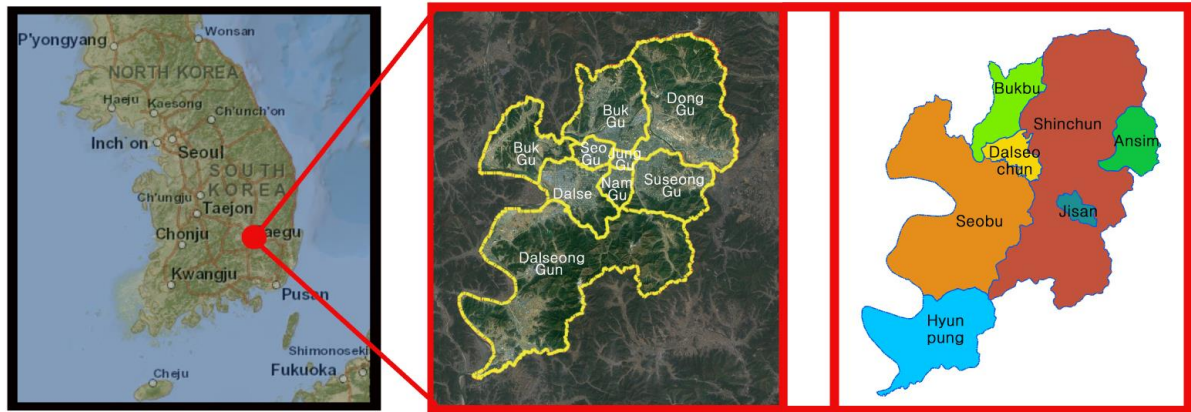 Wonsan
P'yongyang
NORTH KOREA
Haeju
Kaesong
Ch'unch'on
Inch'on
Seoul
SOUTH
KOREA
Ch'ungju
Taejon
Chonju
aegu
Kwangju
Pusan
Shimonoseki
Cheju
Fukuoka
Dong
Gu
Buk
Gu
Buk
Gu
Seo
Gu
Jung
Gu
Dalse
Nam
Gu
Suseong
Gu
Dalseong
Gun
Bukbu
Shinchun
Ansim
Dalseo
chun
Seobu
Jisan
Hyun
pung